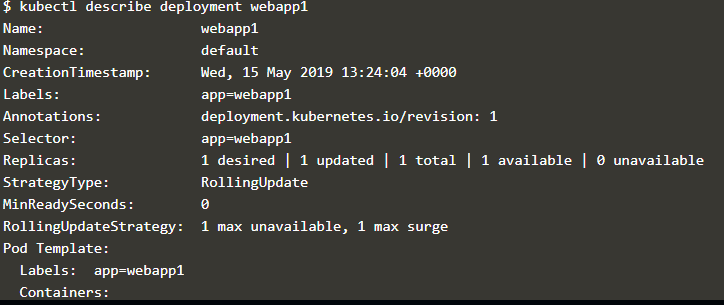 $ kubectl describe deployment webapp1
Name:                   webapp1
Namespace:              default
CreationTimestamp:      Wed, 15 May 2019 13:24:04 +0000
Labels:                 app=webapp1
Annotations:            deployment.kubernetes.io/revision: 1
Selector:               app=webapp1
Replicas:               1 desired | 1 updated | 1 total | 1 available | 0 unavailable
StrategyType:           RollingUpdate
MinReadySeconds:        0
RollingUpdateStrategy:  1 max unavailable, 1 max surge
Pod Template:
  Labels:  app=webapp1
  Containers: